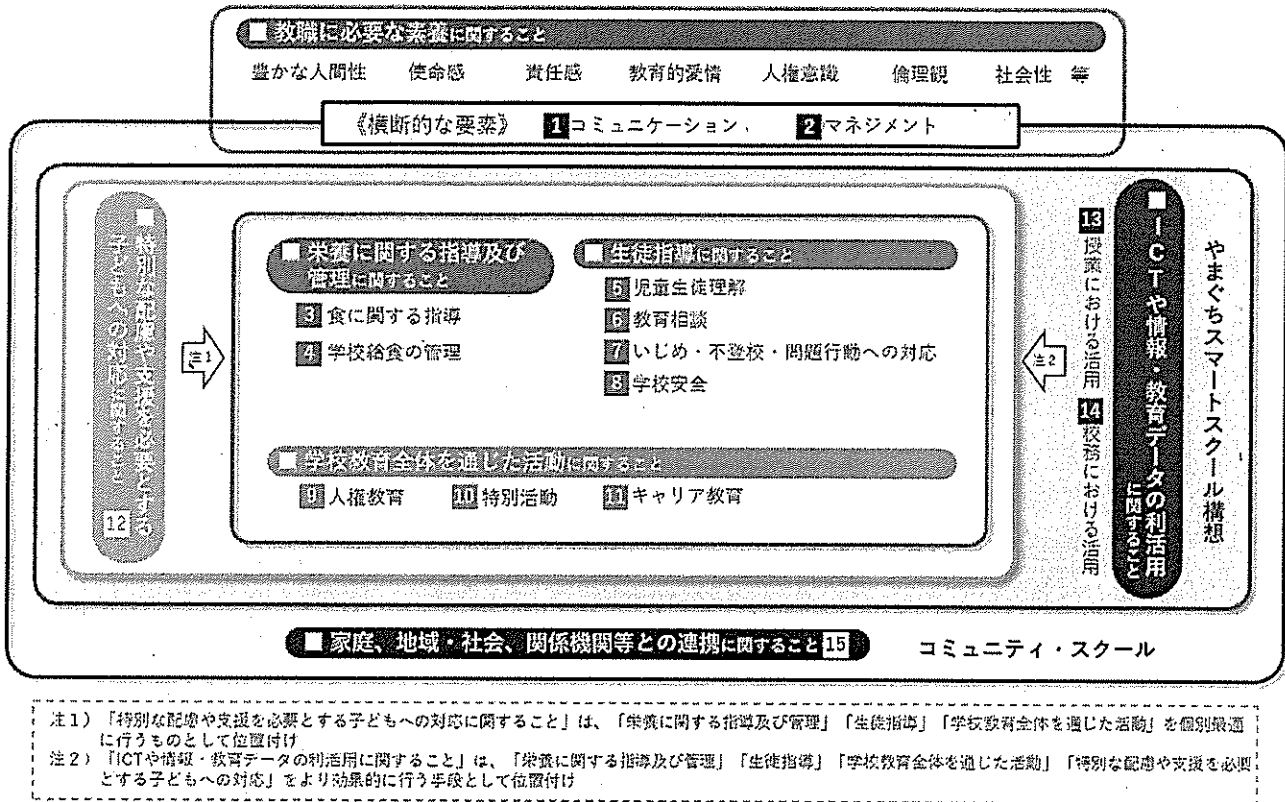 ■ 教職に必要な素養に関すること
豊かな人間性 使命感 責任感 教育的愛情 人権意識 倫理観 社会性 等
《横断的な要素》 1 コミュニケーション、 2 マネジメント
■ 特別な配慮や支援を必要とする
子どもへの対応に関すること
12
注1
■ 栄養に関する指導及び
管理に関すること
3 食に関する指導
4 学校給食の管理
■ 生徒指導に関すること
5 児童生徒理解
6 教育相談
7 いじめ・不登校・問題行動への対応
8 学校安全
■ 学校教育全体を通じた活動に関すること
9 人権教育 10 特別活動 11 キャリア教育
注2
やまぐちスマートスクール構想
■ ICTや情報・教育データの利活用
に関すること
13 授業における活用 14 校務における活用
■ 家庭、地域・社会、関係機関等との連携に関すること 15
コミュニティ・スクール
注1)「特別な配慮や支援を必要とする子どもへの対応に関すること」は、「栄養に関する指導及び管理」「生徒指導」「学校教育全体を通じた活動」を個別最適
に行うものとして位置付け
注2)「ICTや情報・教育データの利活用に関すること」は、「栄養に関する指導及び管理」「生徒指導」「学校教育全体を通じた活動」「特別な配慮や支援を必要
とする子どもへの対応」をより効果的に行う手段として位置付け